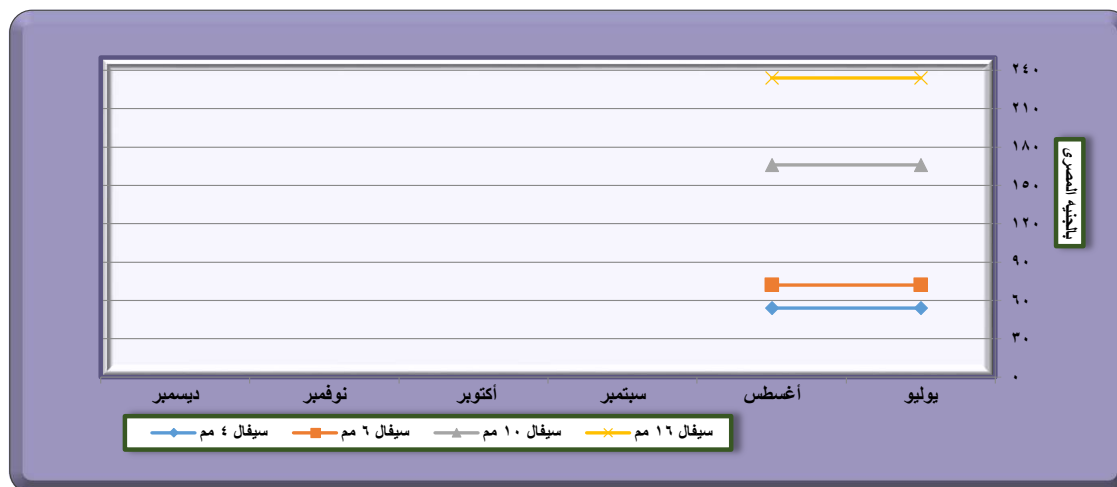 ٢٤٠
٢١٠
١٨٠
١٥٠
١٢٠
٩٠
٦٠
٣٠
٠
بالجنيه المصرى
يوليو
أغسطس
سبتمبر
أكتوبر
نوفمبر
ديسمبر
سيفال ١٦ مم
سيفال ١٠ مم
سيفال ٦ مم
سيفال ٤ مم